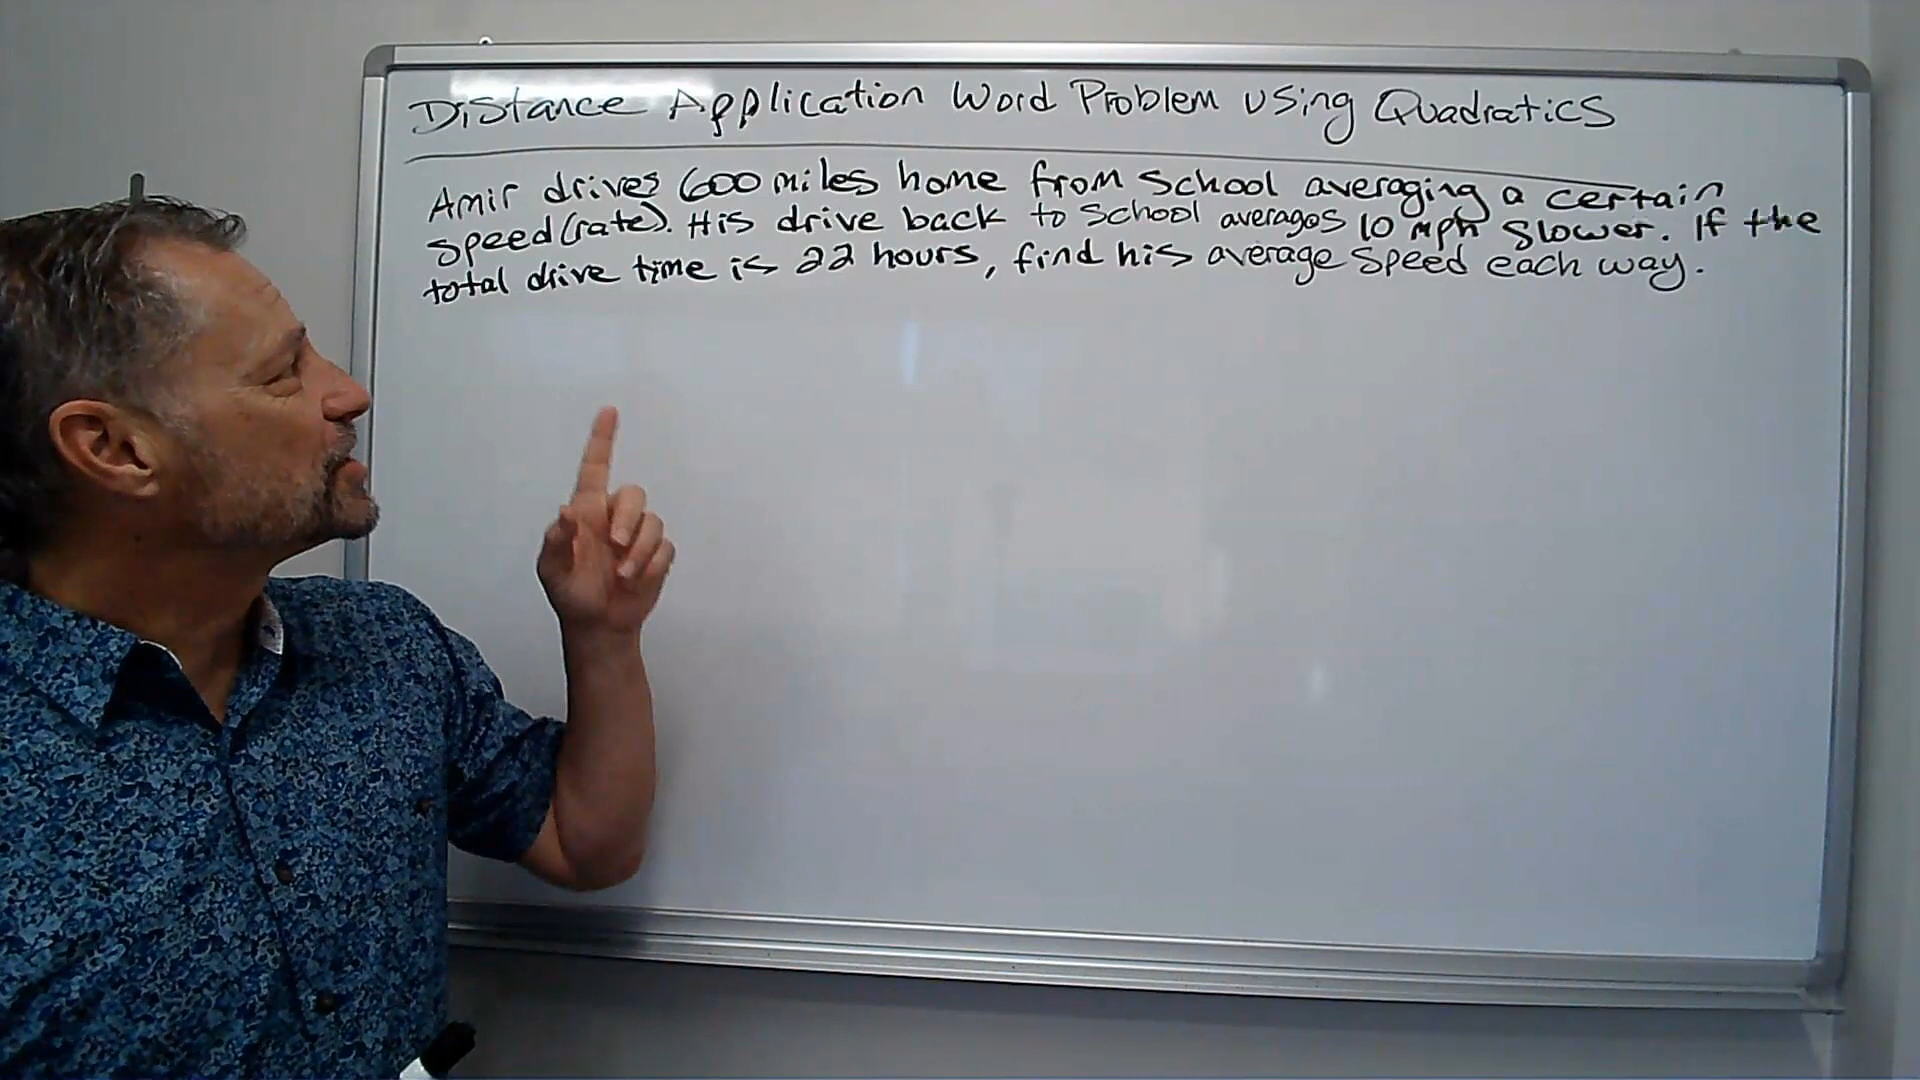 Distance Application Word Problem using Quadratics
Amir drives 600 miles home from school averaging a certain
speed (rate). His drive back to school averages 10 mph slower. If the
total drive time is 22 hours, find his average speed each way.